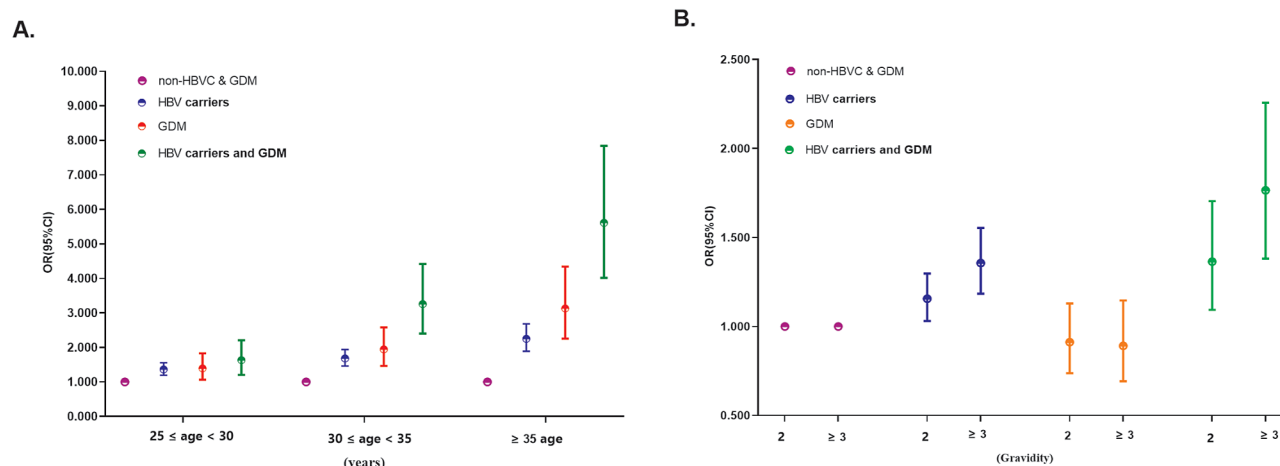 A.
10.000
9.000
8.000
7.000
6.000
5.000
4.000
3.000
2.000
1.000
0.000
OR(95%CI)
non-HBVC & GDM
HBV carriers
GDM
HBV carriers and GDM
25 ≤ age < 30
30 ≤ age < 35
≥ 35 age
(years)
B.
2.500
2.000
1.500
1.000
0.500
OR(95%CI)
non-HBVC & GDM
HBV carriers
GDM
HBV carriers and GDM
2 ≥ 3 2 ≥ 3 2 ≥ 3 2 ≥ 3
(Gravidity)